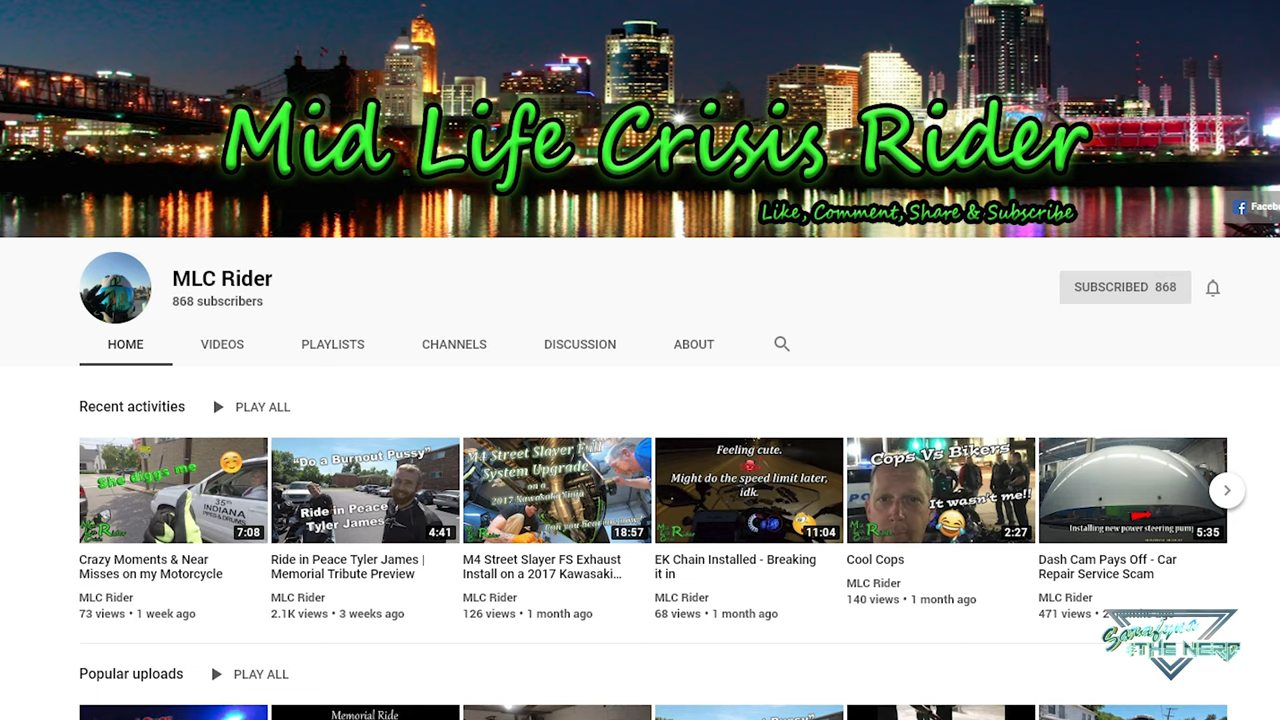 Mid Life Crisis Rider
Like, Comment, Share & Subscribe
MLC Rider
868 subscribers
SUBSCRIBED 868
HOME VIDEOS PLAYLISTS CHANNELS DISCUSSION ABOUT
Recent activities PLAY ALL
She diggs me
35th
INDIANA
PIPES & DRUMS
7:08
"Do a Burnout Pussy"
Ride in Peace
Tyler James
4:41
M4 Street Slayer Full
System Upgrade
on a
2017 Kawasaki Ninja
18:57
Feeling cute.
Might do the speed limit later,
idk.
11:04
Cops Vs Bikers
It wasn't me!!
2:27
Installing new power steering pump
5:35
Crazy Moments & Near
Misses on my Motorcycle
MLC Rider
73 views • 1 week ago
Ride in Peace Tyler James |
Memorial Tribute Preview
MLC Rider
2.1K views • 3 weeks ago
M4 Street Slayer FS Exhaust
Install on a 2017 Kawasaki...
MLC Rider
126 views • 1 month ago
EK Chain Installed - Breaking
it in
MLC Rider
68 views • 1 month ago
Cool Cops
MLC Rider
140 views • 1 month ago
Dash Cam Pays Off - Car
Repair Service Scam
MLC Rider
471 views • 2 months ago
THE NERD
Popular uploads PLAY ALL
Memorial Ride